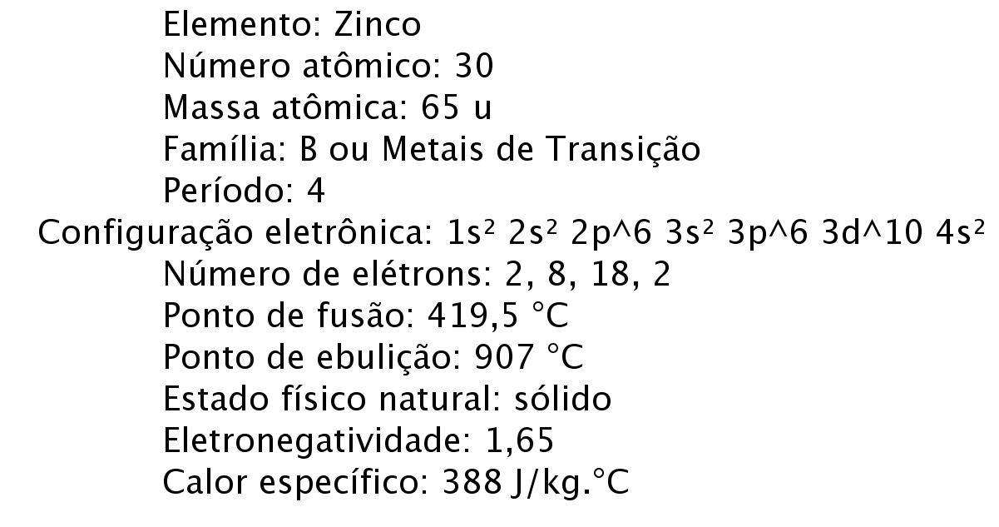 Elemento: Zinco
Número atômico: 30
Massa atômica: 65 u
Família: B ou Metais de Transição
Período: 4
Configuração eletrônica: 1s² 2s² 2p^6 3s² 3p^6 3d^10 4s²
Número de elétrons: 2, 8, 18, 2
Ponto de fusão: 419,5 °C
Ponto de ebulição: 907 °C
Estado físico natural: sólido
Eletronegatividade: 1,65
Calor específico: 388 J/kg.°C